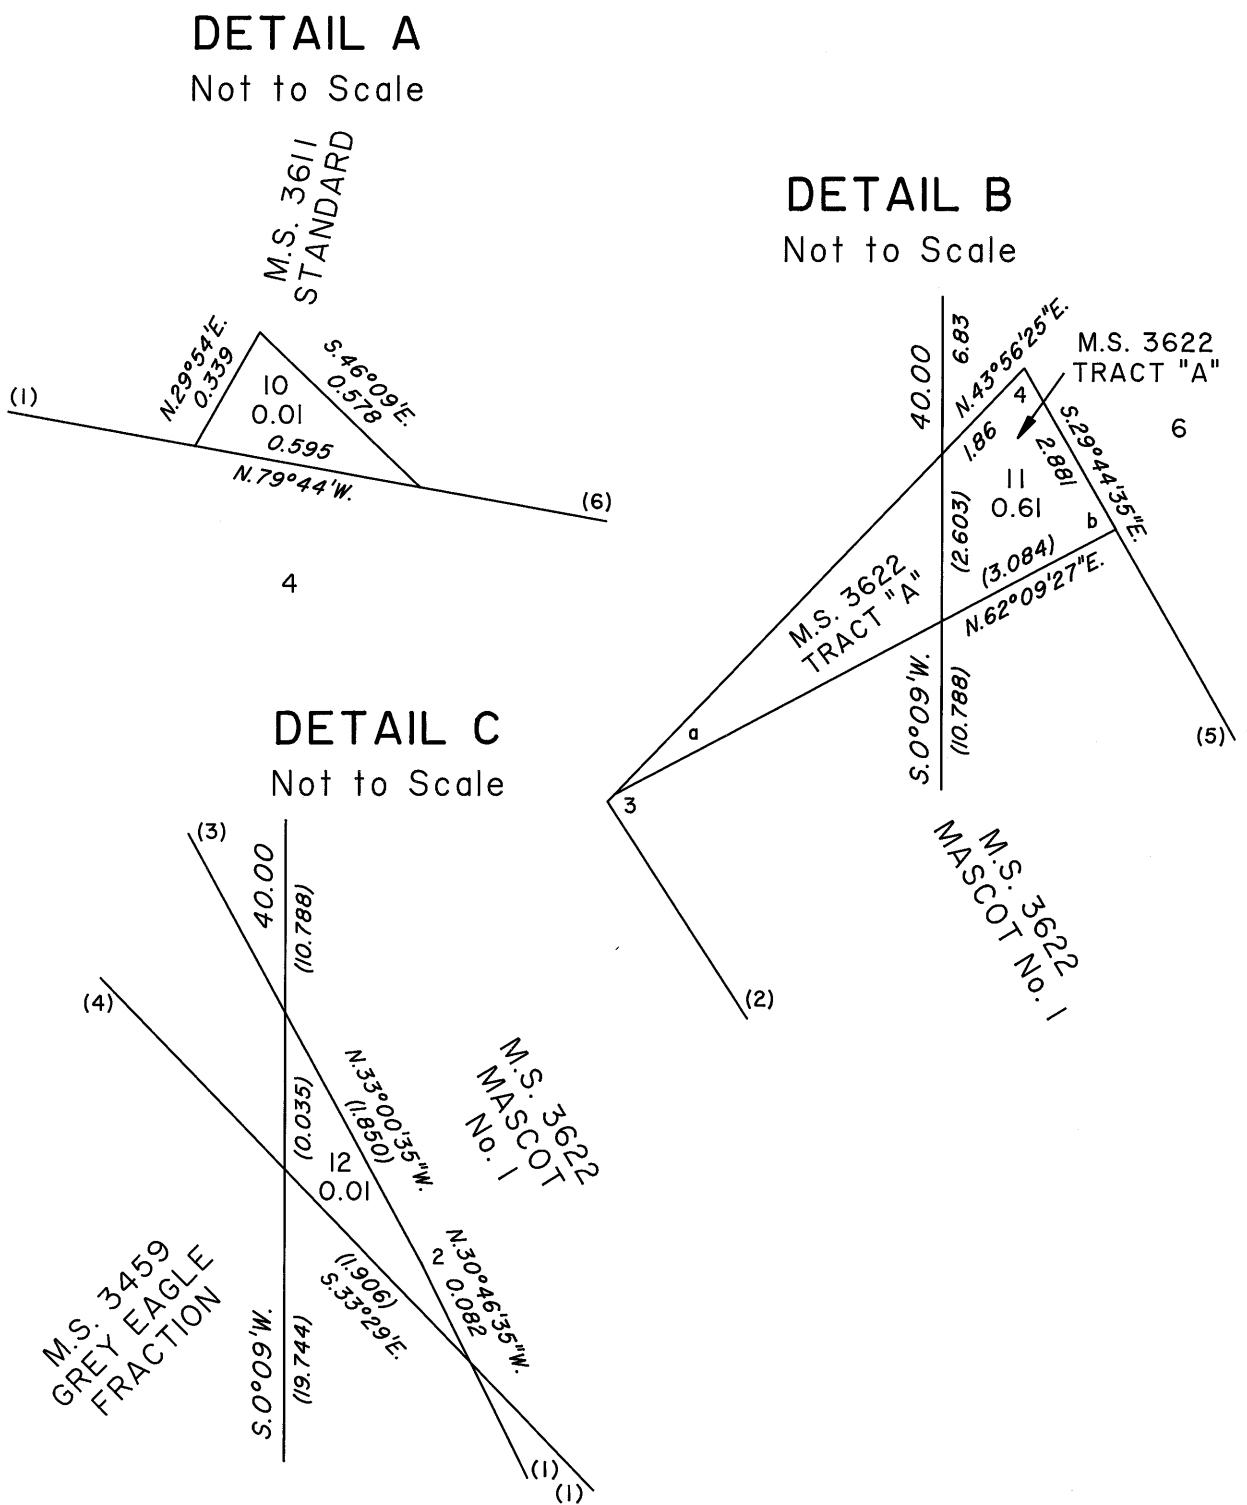 DETAIL A
Not to Scale
M.S. 3611
STANDARD
N.29°54'E.
0.339
S.46°09'E.
0.578
10
0.01
0.595
N.79°44'W.
(1)
(6)
4
DETAIL B
Not to Scale
40.00
6.83
N.43°56'25"E.
1.86
M.S. 3622
TRACT "A"
4
S.29°44'35"E.
2.881
6
11
0.61
b
(2.603)
(3.084)
N.62°09'27"E.
M.S. 3622
TRACT "A"
a
3
S.0°09'W.
(10.788)
(5)
(2)
M.S. 3622
MASCOT No. 1
DETAIL C
Not to Scale
(3)
40.00
(10.788)
(4)
N.33°00'35"W.
(1.850)
(0.035)
12
0.01
M.S. 3622
MASCOT
No. 1
N.30°46'35"W.
2 0.082
(1.906)
S.33°29'E.
M.S. 3459
GREY EAGLE
FRACTION
S.0°09'W.
(19.744)
(1)
(1)